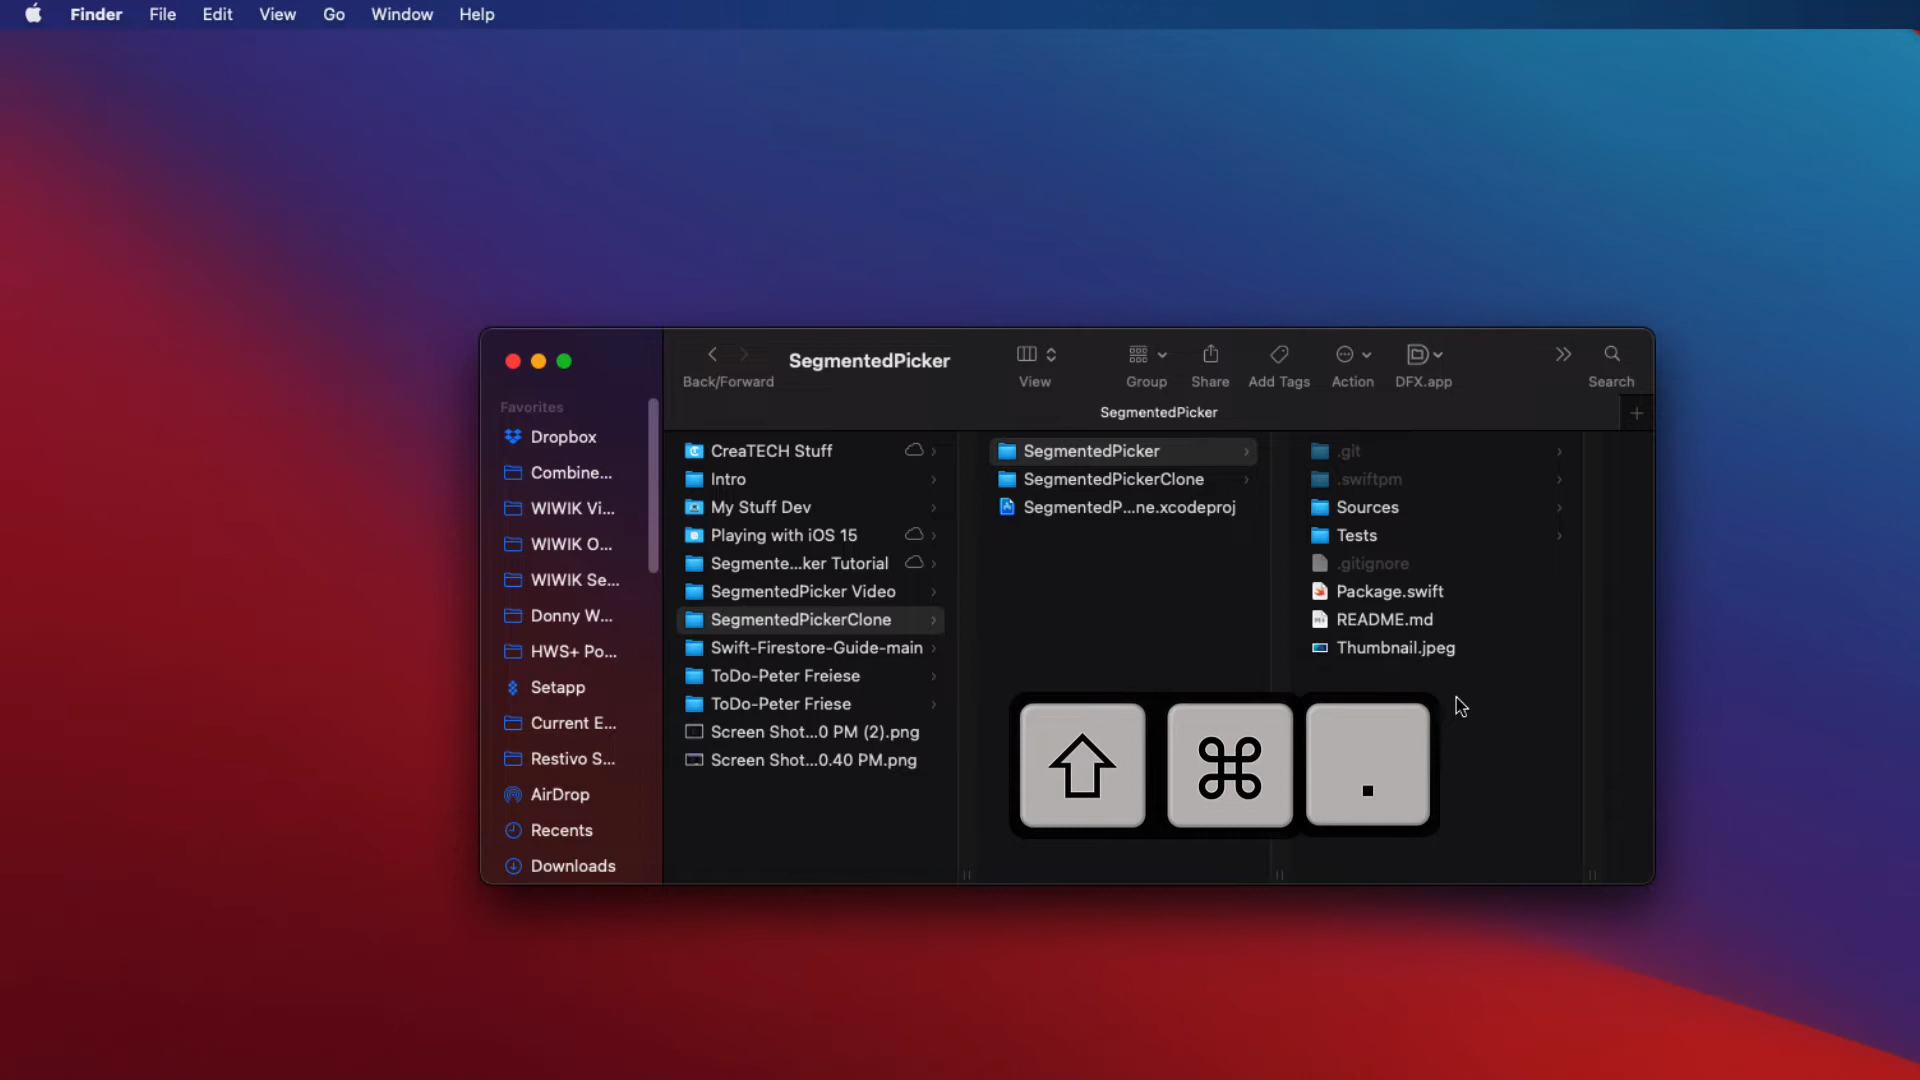 Finder File Edit View Go Window Help
SegmentedPicker
Back/Forward View Group Share Add Tags Action DFX.app Search
SegmentedPicker
Favorites
Dropbox
Combine...
WIWIK Vi...
WIWIK O...
WIWIK Se...
Donny W...
HWS+ Po...
Setapp
Current E...
Restivo S...
AirDrop
Recents
Downloads
CreaTECH Stuff
Intro
My Stuff Dev
Playing with iOS 15
Segmente...ker Tutorial
SegmentedPicker Video
SegmentedPickerClone
Swift-Firestore-Guide-main
ToDo-Peter Freiese
ToDo-Peter Friese
Screen Shot...0 PM (2).png
Screen Shot...0.40 PM.png
SegmentedPicker
SegmentedPickerClone
SegmentedP...ne.xcodeproj
.git
.swiftpm
Sources
Tests
.gitignore
Package.swift
README.md
Thumbnail.jpeg
⇧ ⌘ .